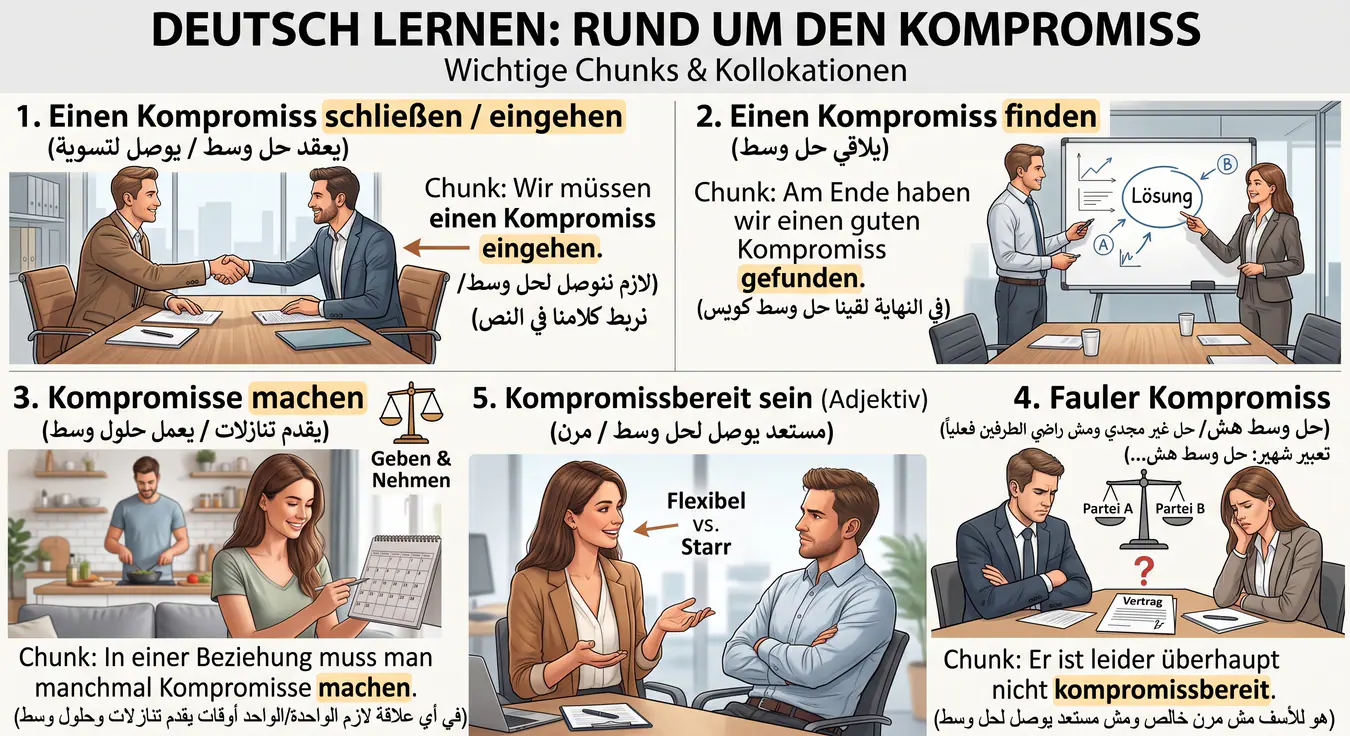 DEUTSCH LERNEN: RUND UM DEN KOMPROMISS
Wichtige Chunks & Kollokationen
1. Einen Kompromiss schließen / eingehen
(يعقد حل وسط / يوصل لتسوية)
Chunk: Wir müssen
einen Kompromiss
eingehen.
(لازم ننوصل لحل وسط/
نربط كلامنا في النص)
2. Einen Kompromiss finden
(يلاقي حل وسط)
Chunk: Am Ende haben
wir einen guten
Kompromiss
gefunden.
(في النهاية لقينا حل وسط كويس)
Lösung
A
B
3. Kompromisse machen
(يقدم تنازلات / يعمل حلول وسط)
Geben &
Nehmen
Chunk: In einer Beziehung muss man
manchmal Kompromisse machen.
(في أي علاقة لازم الواحدة/الواحد أوقات يقدم تنازلات وحلول وسط)
5. Kompromissbereit sein (Adjektiv)
(مستعد يوصل لحل وسط / مرن)
Flexibel
vs.
Starr
4. Fauler Kompromiss
(حل وسط هش/ حل غير مجدي ومش راضي الطرفين فعلياً)
تعبير شهير: حل وسط هش...)
Partei A
Partei B
?
Vertrag
Chunk: Er ist leider überhaupt
nicht kompromissbereit.
(هو للأسف مش مرن خالص ومش مستعد يوصل لحل وسط)